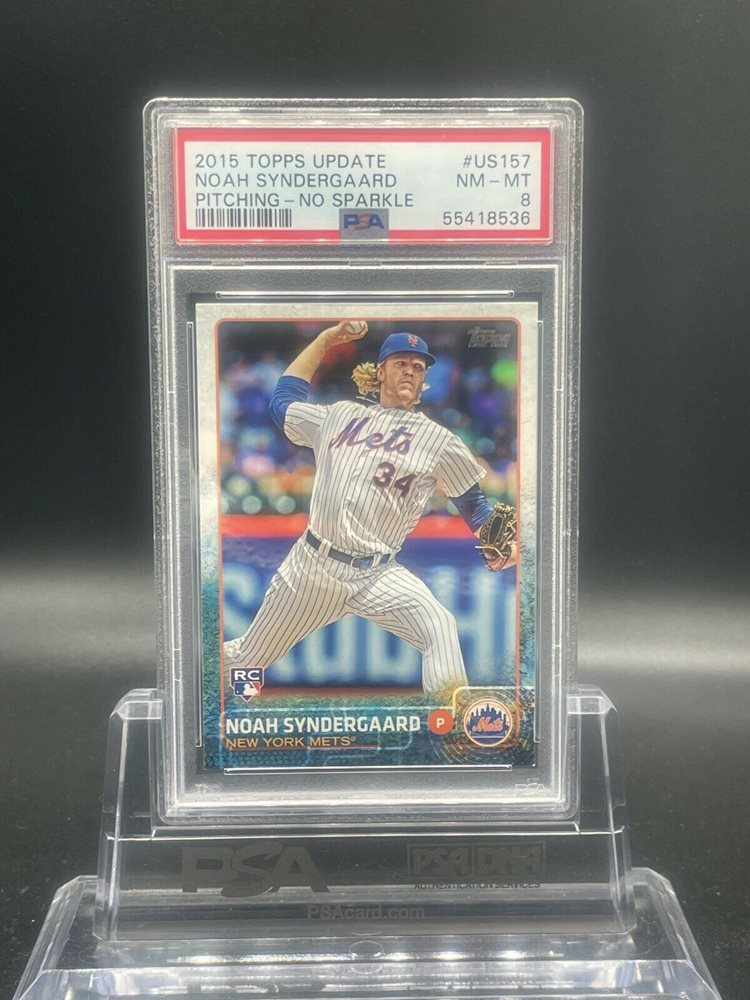 2015 TOPPS UPDATE #US157
NOAH SYNDERGAARD NM - MT
PITCHING - NO SPARKLE 8
PSA 55418536
Topps
Mets
34
RC
NOAH SYNDERGAARD P Mets
NEW YORK METS®
PSA PSA/DNA
AUTHENTICATION SERVICES
PSAcard.com